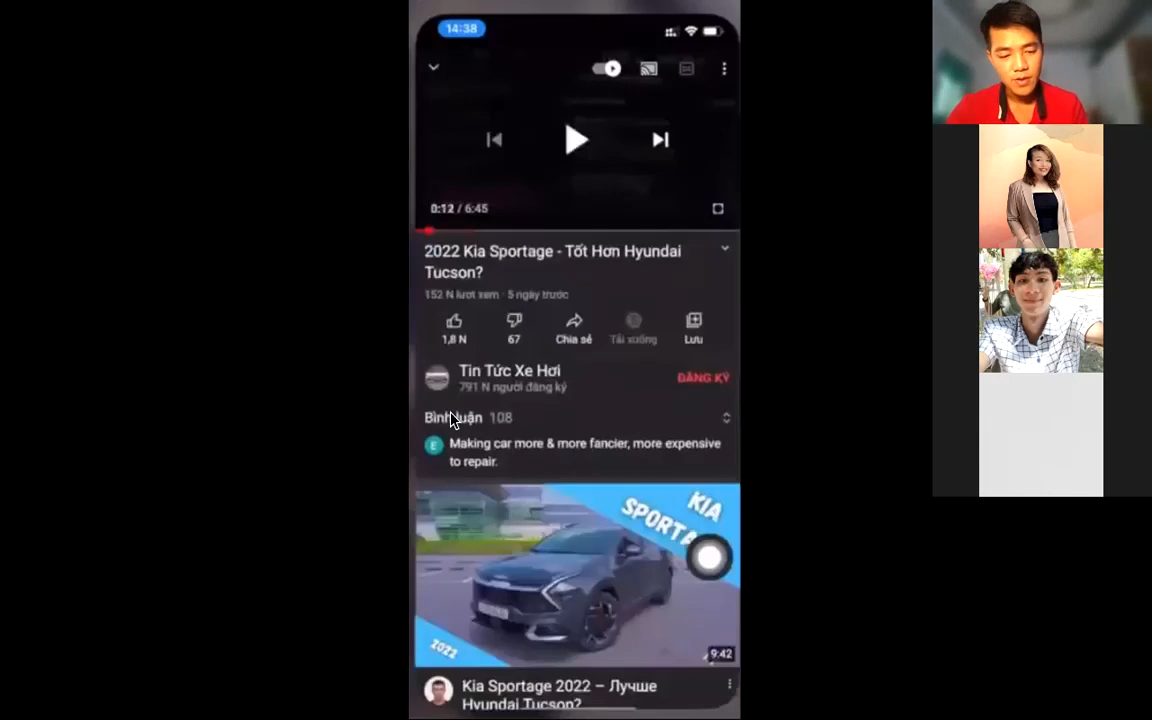 14:38
0:12 / 6:45
2022 Kia Sportage - Tốt Hơn Hyundai
Tucson?
152 N lượt xem · 5 ngày trước
1,8 N
67
Chia sẻ
Tải xuống
Lưu
Tin Tức Xe Hơi
791 N người đăng ký
ĐĂNG KÝ
Bình luận 108
E
Making car more & more fancier, more expensive
to repair.
KIA
SPORTA
2022
9:42
Kia Sportage 2022 – Лучше
Hyundai Tucson?